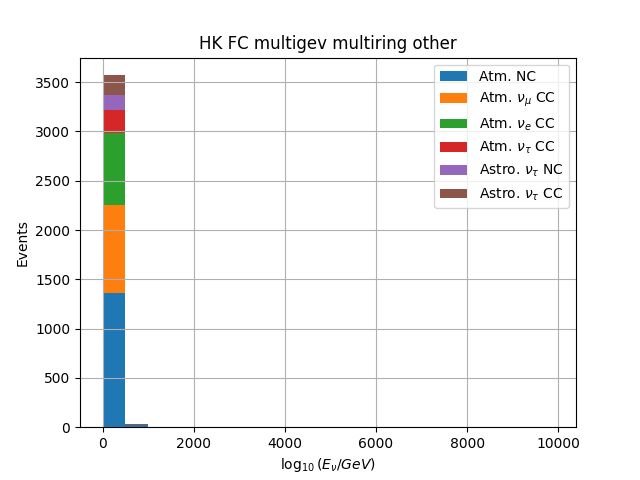 HK FC multigev multiring other
3500
3000
2500
2000
1500
1000
500
0
Events
Atm. NC
Atm. νμ CC
Atm. νe CC
Atm. ντ CC
Astro. ντ NC
Astro. ντ CC
0 2000 4000 6000 8000 10000
log10 (Eν/GeV)